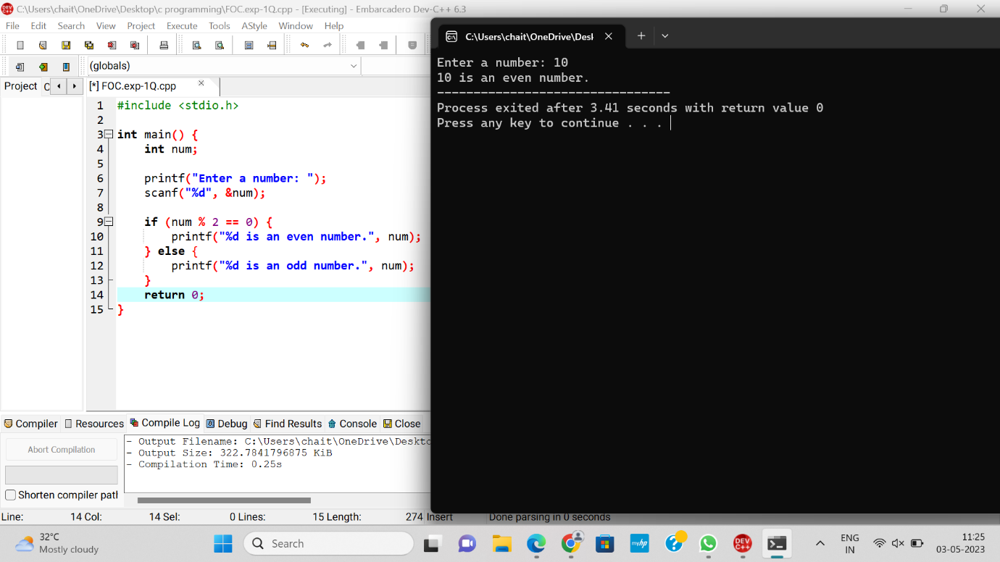 C:\Users\chait\OneDrive\Desktop\c programming\FOC.exp-1Q.cpp - [Executing] - Embarcadero Dev-C++ 6.3
File Edit Search View Project Execute Tools AStyle Window Help
(globals)
Project C
[*] FOC.exp-1Q.cpp
1 #include <stdio.h>
2
3 int main() {
4 int num;
5
6 printf("Enter a number: ");
7 scanf("%d", &num);
8
9 if (num % 2 == 0) {
10 printf("%d is an even number.", num);
11 } else {
12 printf("%d is an odd number.", num);
13 }
14 return 0;
15 }
C:\Users\chait\OneDrive\Desl
Enter a number: 10
10 is an even number.
--------------------------------
Process exited after 3.41 seconds with return value 0
Press any key to continue . . .
Compiler Resources Compile Log Debug Find Results Console Close
Abort Compilation
Shorten compiler path
- Output Filename: C:\Users\chait\OneDrive\Deskto
- Output Size: 322.7841796875 KiB
- Compilation Time: 0.25s
Line: 14 Col: 14 Sel: 0 Lines: 15 Length: 274 Insert Done parsing in 0 seconds
32°C
Mostly cloudy
Search
myhp
DEV C++
ENG
IN
11:25
03-05-2023